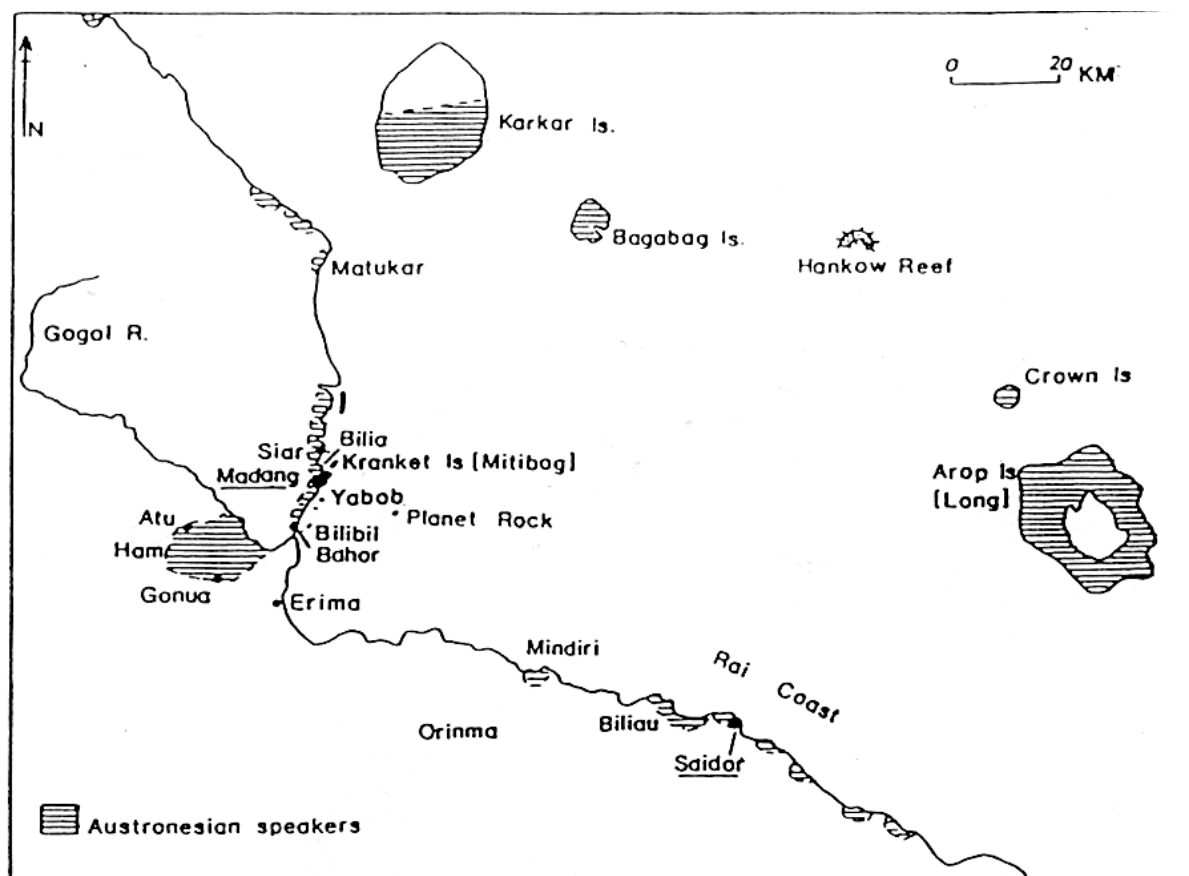 0 20 KM
N
Karkar Is.
Bagabag Is.
Hankow Reef
Matukar
Gogol R.
Crown Is
Siar
Bilia
Kranket Is [Mitibog]
Madang
Arop Is
[Long]
Yabob
Planet Rock
Atu
Bilibil
Ham
Bahor
Gonua
Erima
Mindiri
Rai Coast
Orinma
Biliau
Saidor
Austronesian speakers